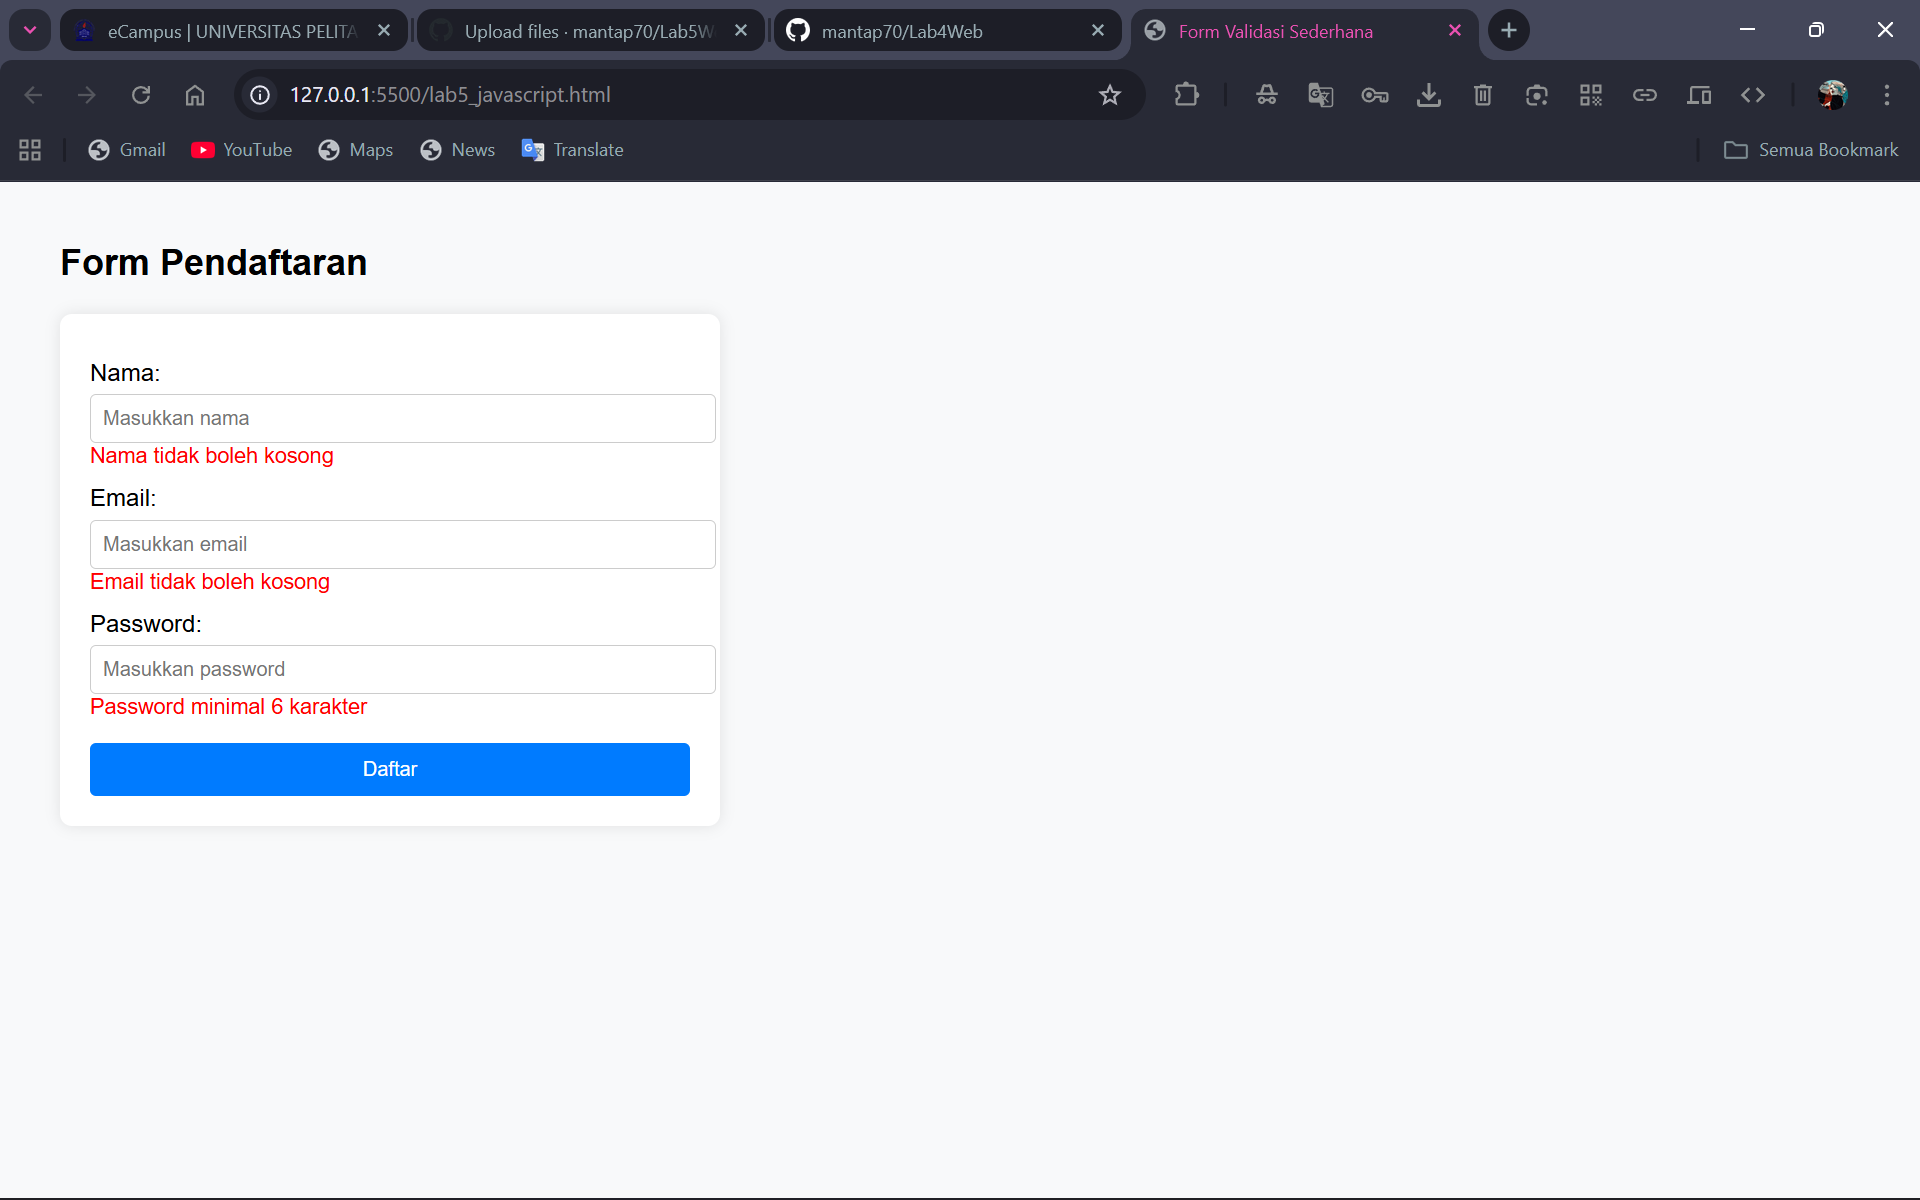 eCampus | UNIVERSITAS PELITA
Upload files · mantap70/Lab5W
mantap70/Lab4Web
Form Validasi Sederhana
127.0.0.1:5500/lab5_javascript.html
Gmail
YouTube
Maps
News
Translate
Semua Bookmark
Form Pendaftaran
Nama:
Masukkan nama
Nama tidak boleh kosong
Email:
Masukkan email
Email tidak boleh kosong
Password:
Masukkan password
Password minimal 6 karakter
Daftar